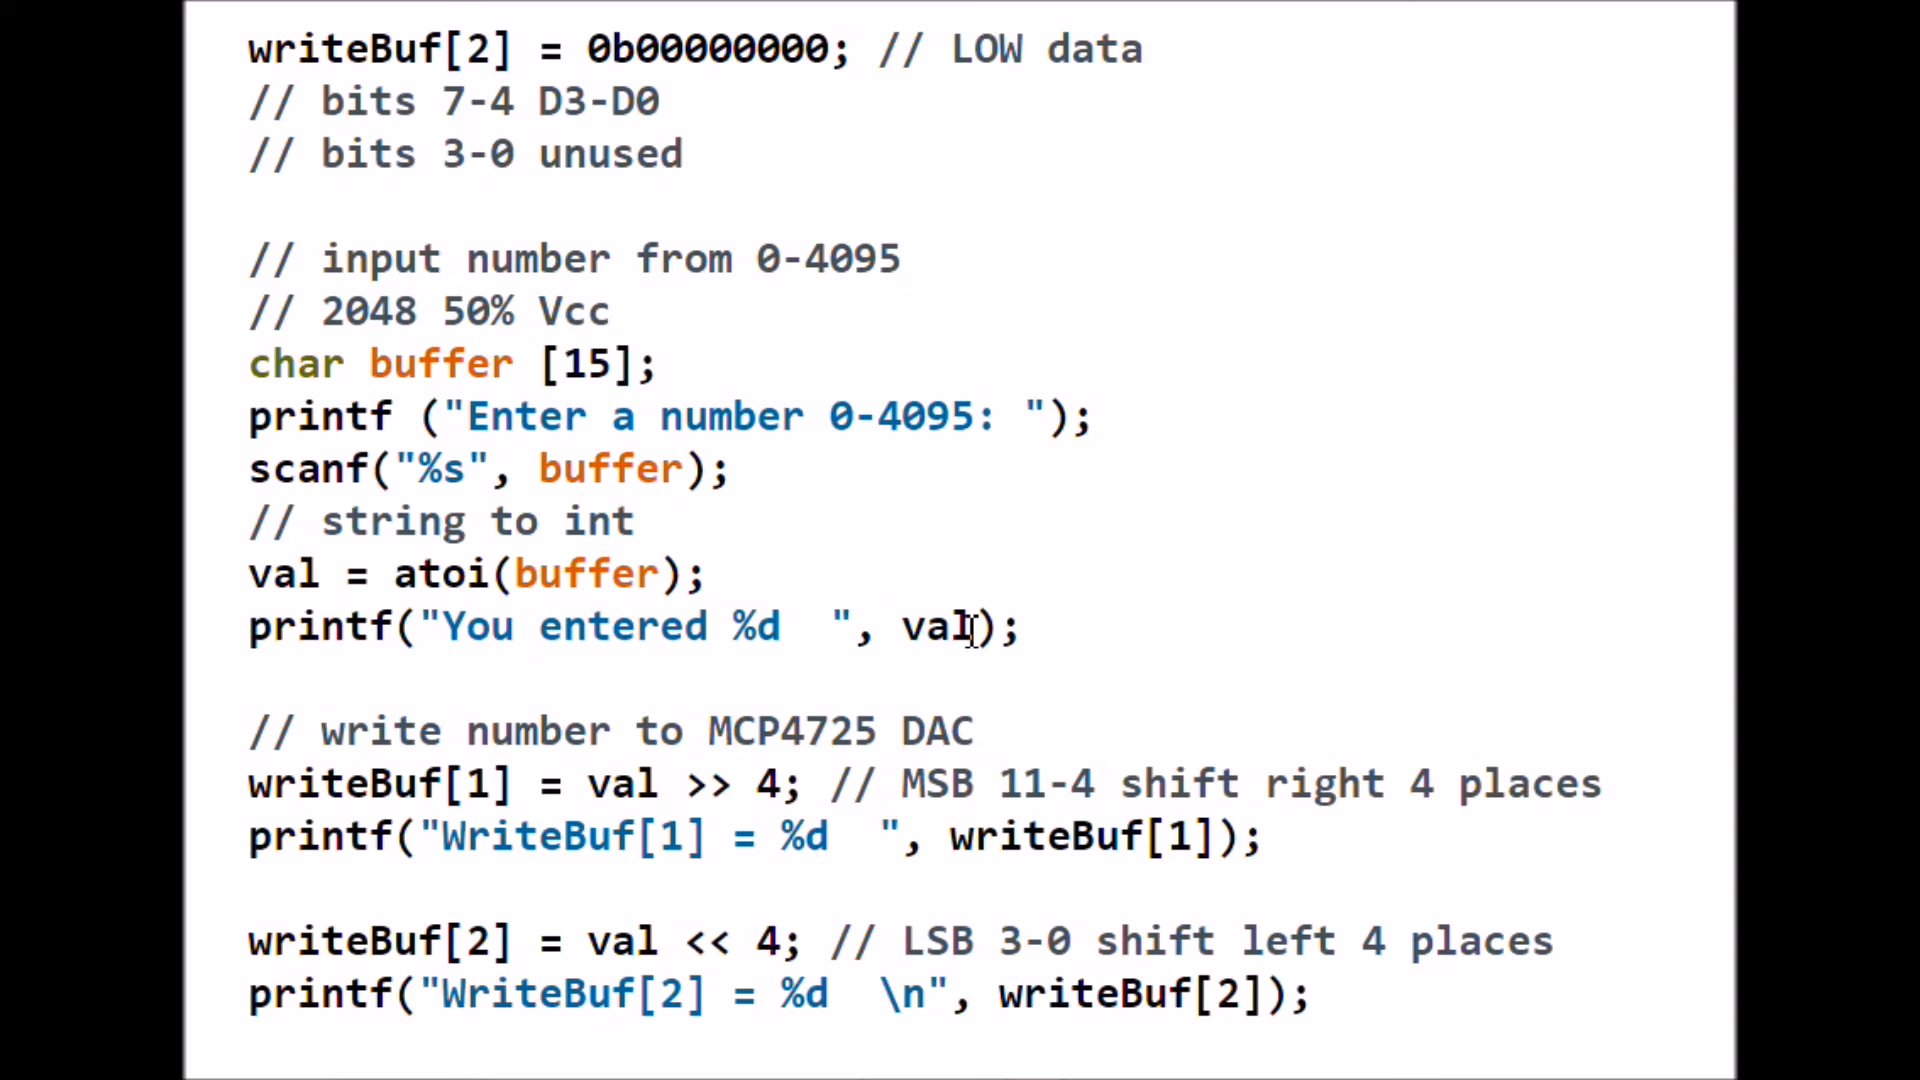 writeBuf[2] = 0b00000000; // LOW data
// bits 7-4 D3-D0
// bits 3-0 unused
// input number from 0-4095
// 2048 50% Vcc
char buffer [15];
printf ("Enter a number 0-4095: ");
scanf("%s", buffer);
// string to int
val = atoi(buffer);
printf("You entered %d  ", val);
// write number to MCP4725 DAC
writeBuf[1] = val >> 4; // MSB 11-4 shift right 4 places
printf("WriteBuf[1] = %d  ", writeBuf[1]);
writeBuf[2] = val << 4; // LSB 3-0 shift left 4 places
printf("WriteBuf[2] = %d  \n", writeBuf[2]);